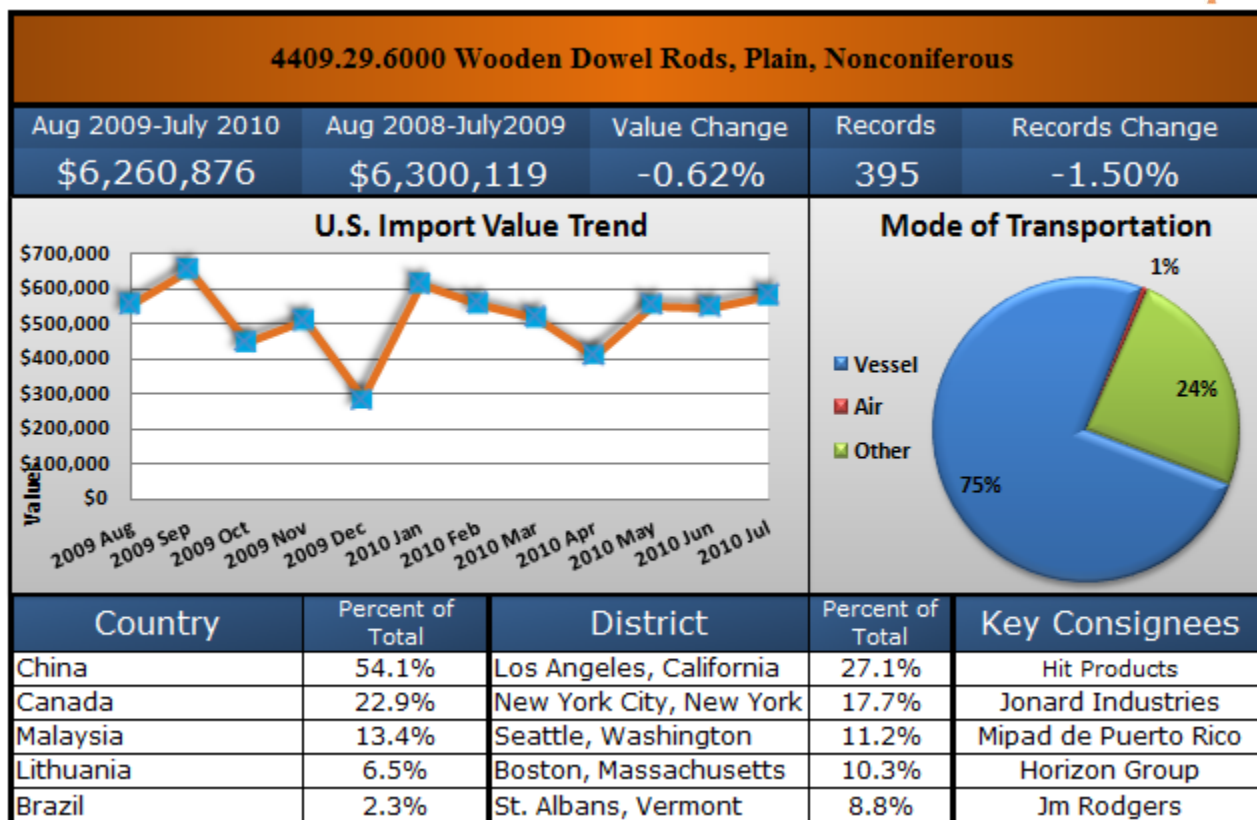 4409.29.6000 Wooden Dowel Rods, Plain, Nonconiferous
Aug 2009-July 2010 Aug 2008-July2009 Value Change Records Records Change
$6,260,876 $6,300,119 -0.62% 395 -1.50%
U.S. Import Value Trend
$700,000
$600,000
$500,000
$400,000
$300,000
$200,000
$100,000
$0
Value
2009 Aug 2009 Sep 2009 Oct 2009 Nov 2009 Dec 2010 Jan 2010 Feb 2010 Mar 2010 Apr 2010 May 2010 Jun 2010 Jul
Mode of Transportation
1%
24%
75%
Vessel
Air
Other
Country Percent of Total District Percent of Total Key Consignees
China 54.1% Los Angeles, California 27.1% Hit Products
Canada 22.9% New York City, New York 17.7% Jonard Industries
Malaysia 13.4% Seattle, Washington 11.2% Mipad de Puerto Rico
Lithuania 6.5% Boston, Massachusetts 10.3% Horizon Group
Brazil 2.3% St. Albans, Vermont 8.8% Jm Rodgers